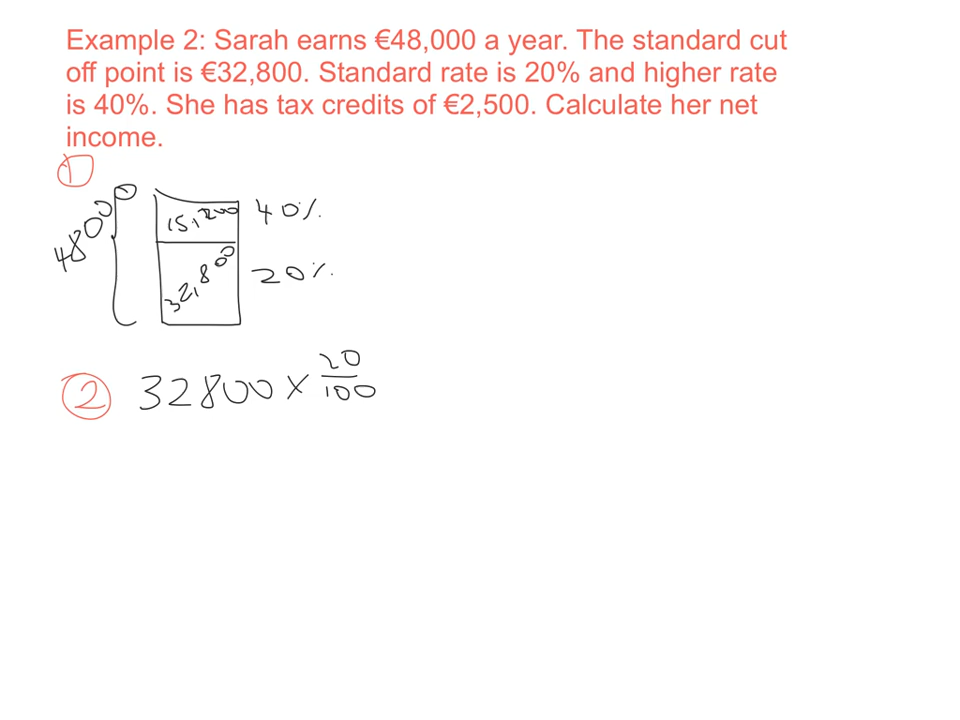 Example 2: Sarah earns €48,000 a year. The standard cut
off point is €32,800. Standard rate is 20% and higher rate
is 40%. She has tax credits of €2,500. Calculate her net
income.
1
48000
15,200 40%
32,800 20%
2 32800 × 20/100